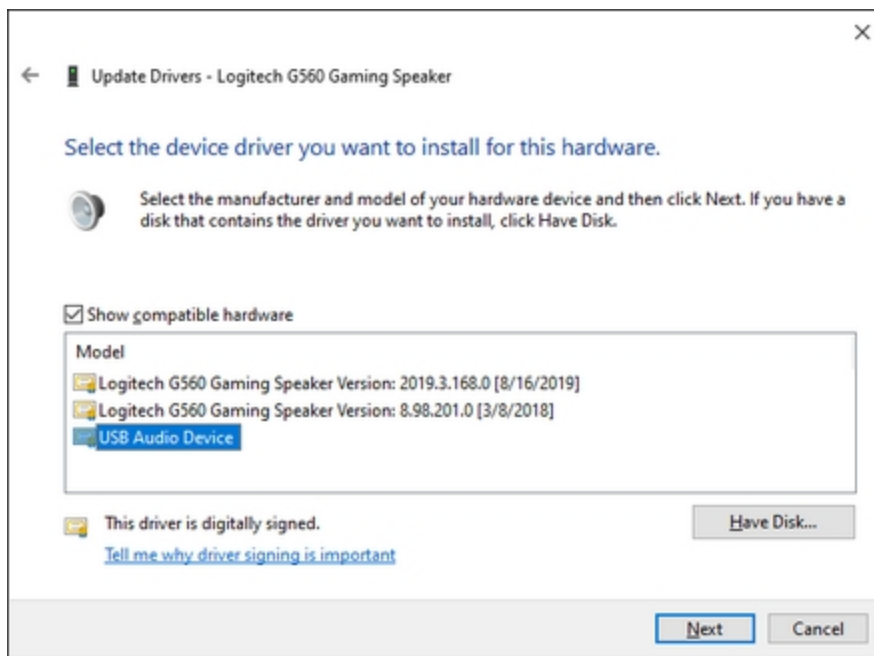 Update Drivers - Logitech G560 Gaming Speaker
Select the device driver you want to install for this hardware.
Select the manufacturer and model of your hardware device and then click Next. If you have a
disk that contains the driver you want to install, click Have Disk.
Show compatible hardware
Model
Logitech G560 Gaming Speaker Version: 2019.3.168.0 [8/16/2019]
Logitech G560 Gaming Speaker Version: 8.98.201.0 [3/8/2018]
USB Audio Device
This driver is digitally signed.
Have Disk...
Tell me why driver signing is important
Next
Cancel